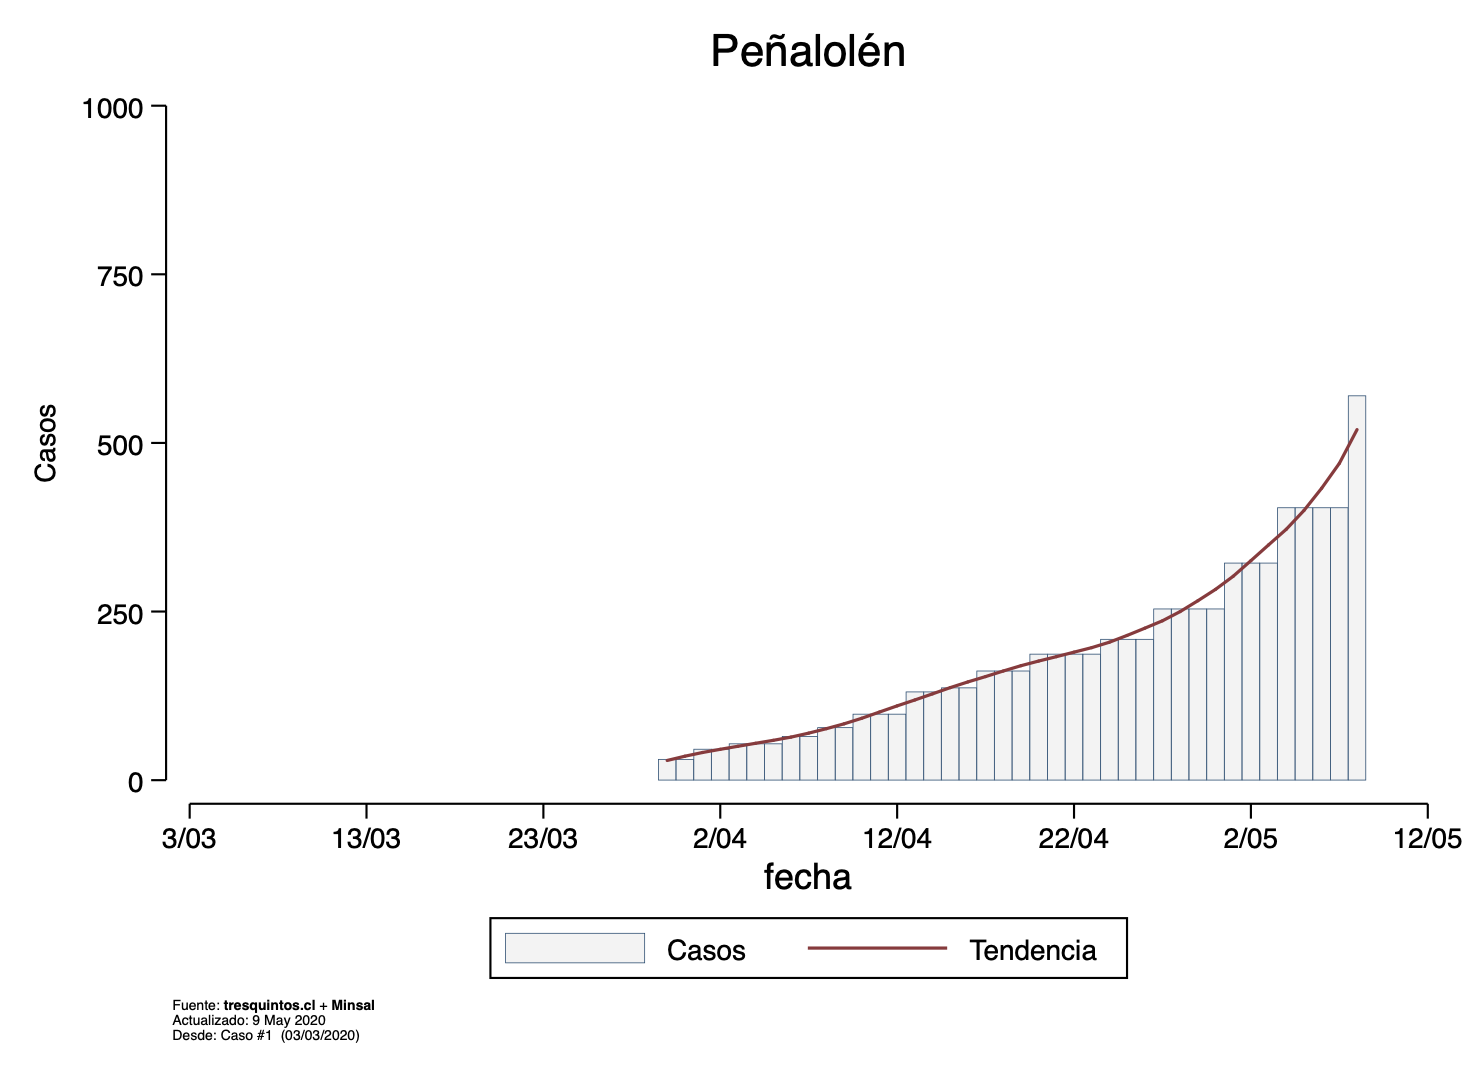 Peñalolén
1000
750
500
250
0
Casos
3/03 13/03 23/03 2/04 12/04 22/04 2/05 12/05
fecha
Casos Tendencia
Fuente: tresquintos.cl + Minsal
Actualizado: 9 May 2020
Desde: Caso #1 (03/03/2020)